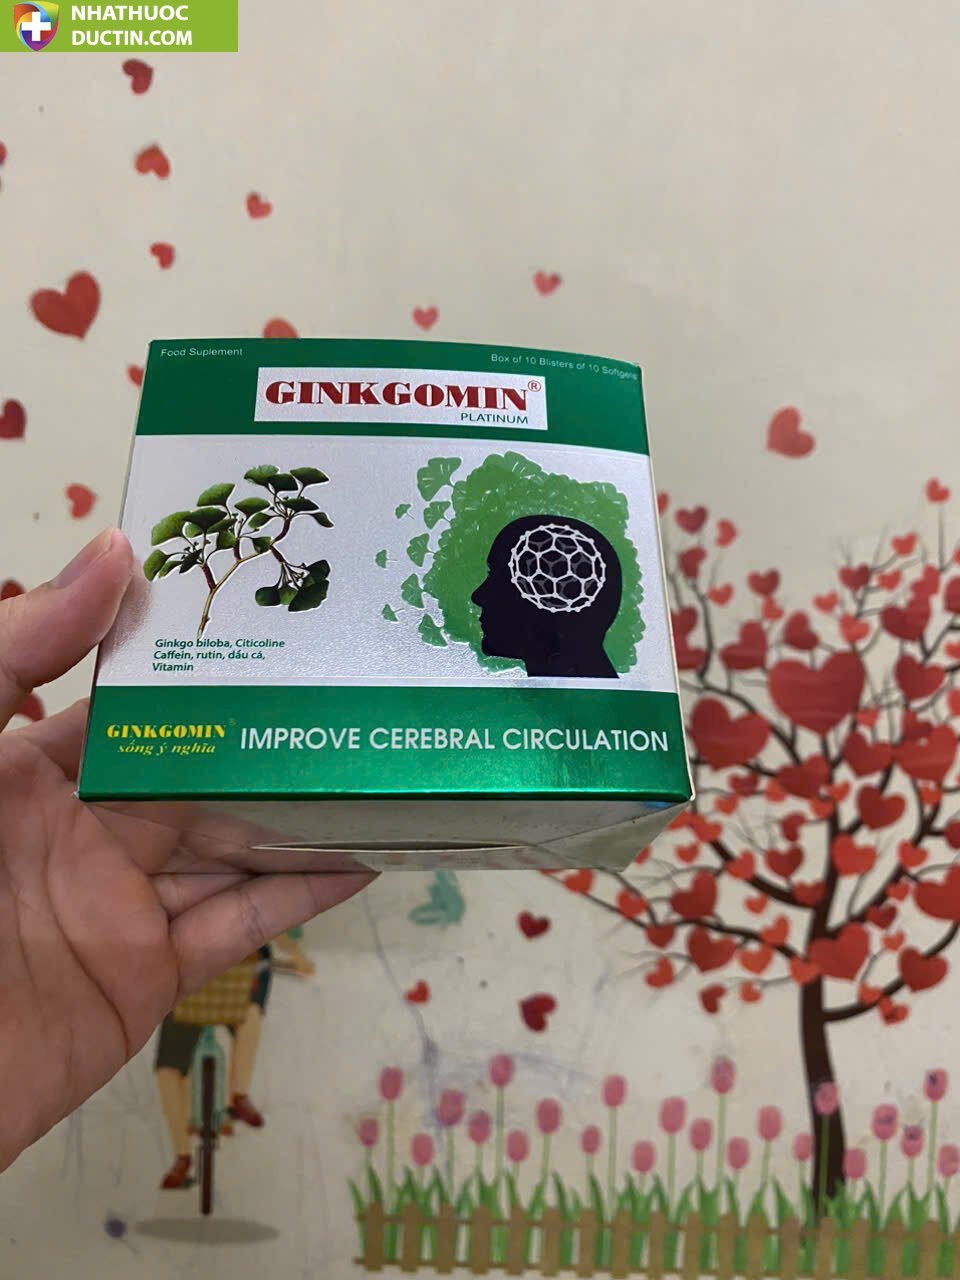 NHATHUOC
DUCTIN.COM
Food Suplement
Box of 10 Blisters of 10 Softgels
GINKGOMIN®
PLATINUM
Ginkgo biloba, Citicoline
Caffein, rutin, dầu cá,
Vitamin
GINKGOMIN®
sống ý nghĩa
IMPROVE CEREBRAL CIRCULATION